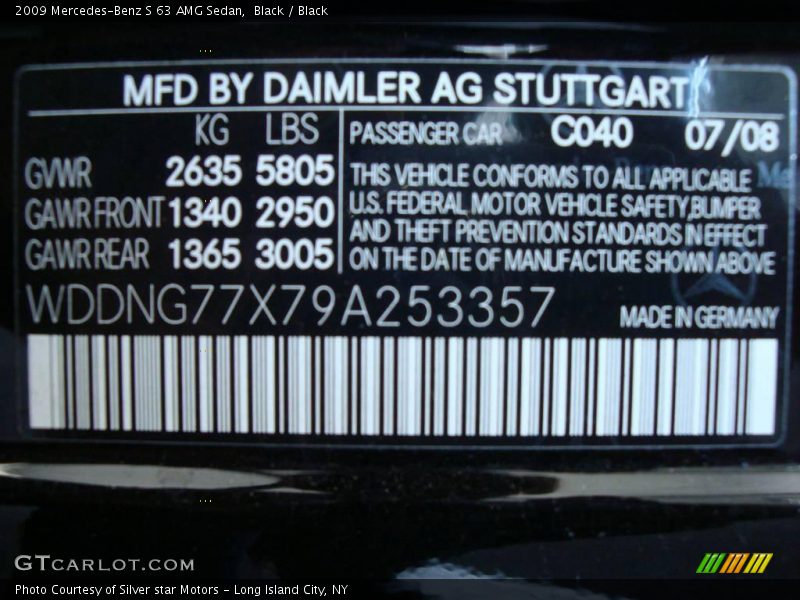 2009 Mercedes-Benz S 63 AMG Sedan,  Black / Black
MFD BY DAIMLER AG STUTTGART
KG LBS
GVWR 2635 5805
GAWR FRONT 1340 2950
GAWR REAR 1365 3005
PASSENGER CAR C040 07/08
THIS VEHICLE CONFORMS TO ALL APPLICABLE
U.S. FEDERAL MOTOR VEHICLE SAFETY,BUMPER
AND THEFT PREVENTION STANDARDS IN EFFECT
ON THE DATE OF MANUFACTURE SHOWN ABOVE
WDDNG77X79A253357
MADE IN GERMANY
GTCARLOT.COM
Photo Courtesy of Silver star Motors - Long Island City, NY